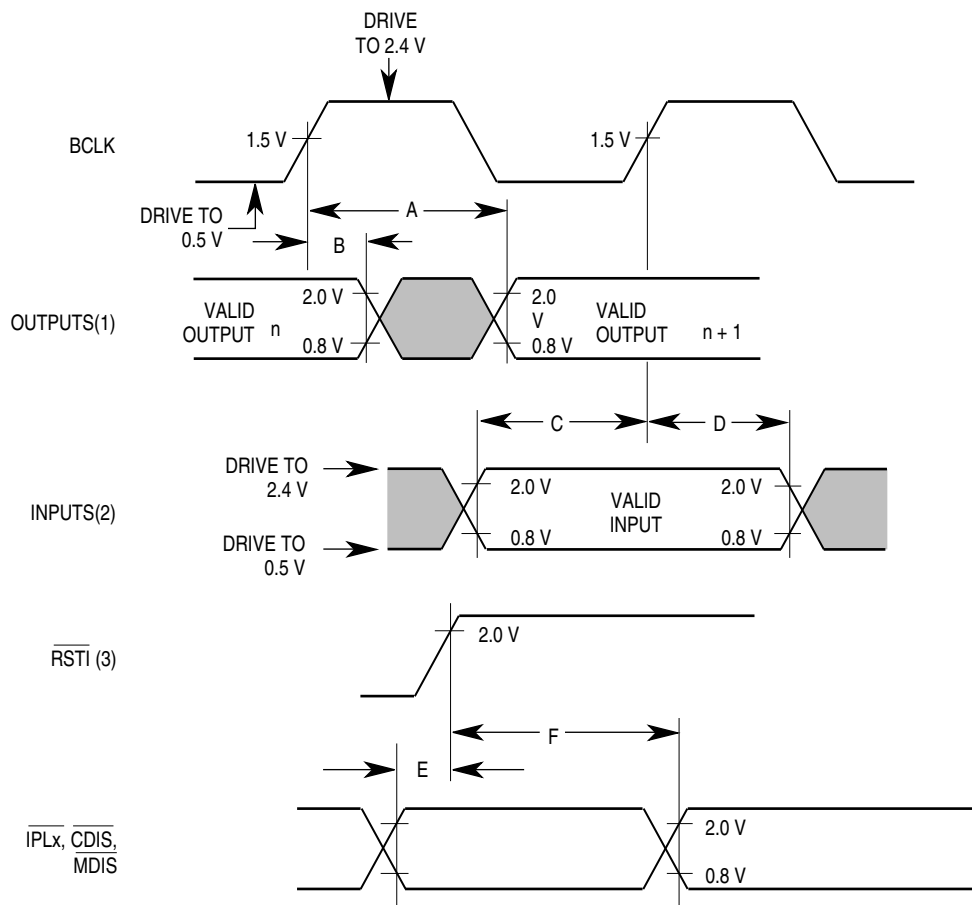 DRIVE
TO 2.4 V
BCLK
1.5 V
1.5 V
DRIVE TO
0.5 V
A
B
OUTPUTS(1)
VALID
OUTPUT n
2.0 V
0.8 V
2.0
V
0.8 V
VALID
OUTPUT n + 1
C
D
INPUTS(2)
DRIVE TO
2.4 V
DRIVE TO
0.5 V
2.0 V
0.8 V
VALID
INPUT
2.0 V
0.8 V
RSTI (3)
2.0 V
F
E
IPLx, CDIS,
MDIS
2.0 V
0.8 V